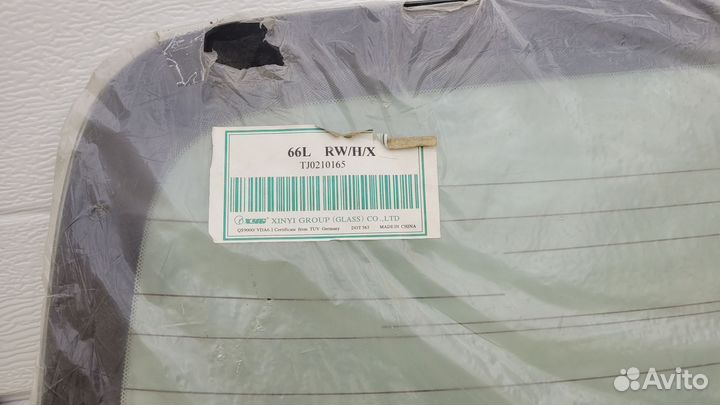 66L RW/H/X
TJ0210165
XYG XINYI GROUP (GLASS) CO.,LTD
QS9000/VDA6.1 Certificate from TUV Germany DOT 563 MADE IN CHINA
Avito